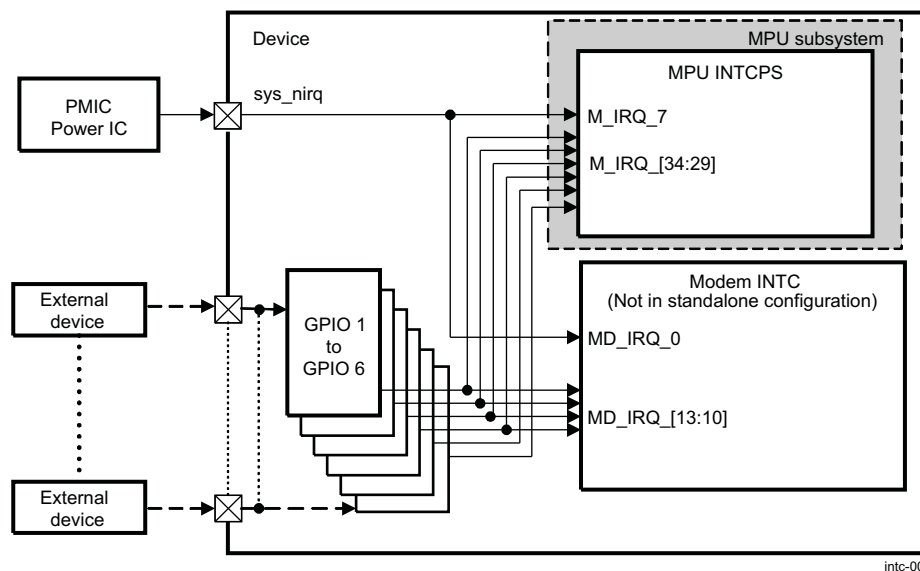 Device
MPU subsystem
MPU INTCPS
PMIC
Power IC
sys_nirq
M_IRQ_7
M_IRQ_[34:29]
Modem INTC
(Not in standalone configuration)
External
device
GPIO 1
to
GPIO 6
MD_IRQ_0
MD_IRQ_[13:10]
External
device